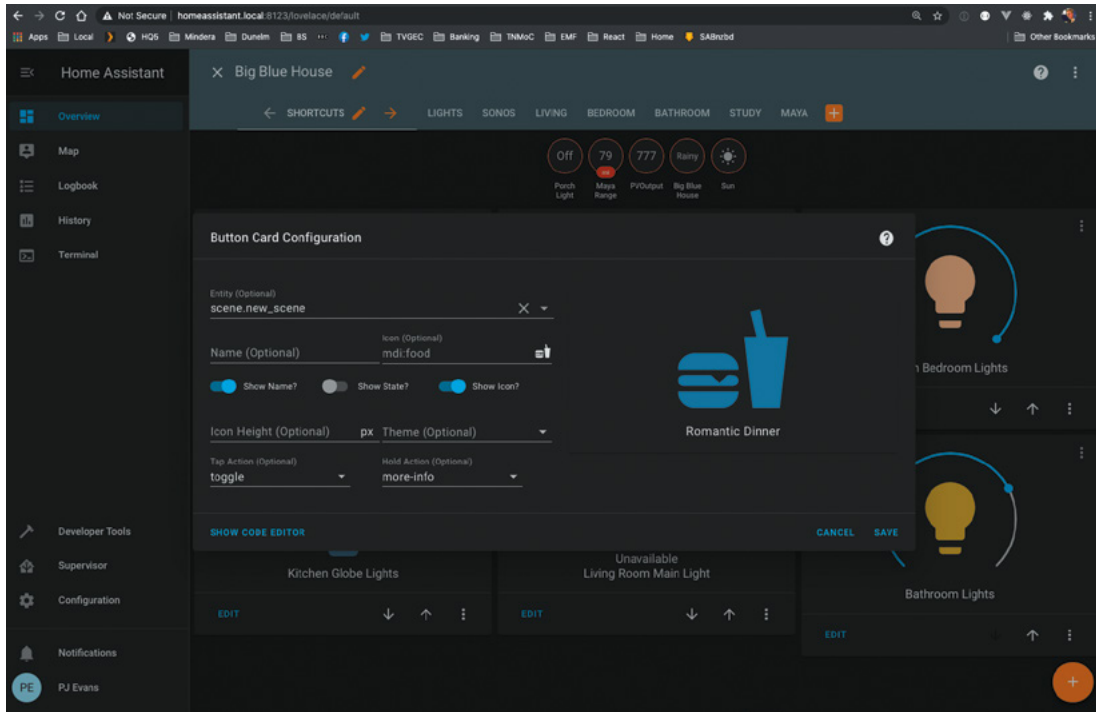 Not Secure | homeassistant.local:8123/lovelace/default
Apps Local HQ5 Mindera Dunelm BS Banking TVGEC TNMoC EMF React Home SABnzbd Other Bookmarks
Home Assistant
Big Blue House
SHORTCUTS LIGHTS SONOS LIVING BEDROOM BATHROOM STUDY MAYA
Overview
Map
Logbook
History
Terminal
Off 79 777 Rainy
Porch Light
Maya Range
PVOutput
Big Blue House
Sun
Button Card Configuration
Entity (Optional)
scene.new_scene
Name (Optional)
Icon (Optional)
mdi:food
Show Name? Show State? Show Icon?
Icon Height (Optional) px Theme (Optional)
Tap Action (Optional)
toggle
Hold Action (Optional)
more-info
Romantic Dinner
SHOW CODE EDITOR CANCEL SAVE
Bedroom Lights
Kitchen Globe Lights
Unavailable
Living Room Main Light
Bathroom Lights
EDIT EDIT EDIT
Developer Tools
Supervisor
Configuration
Notifications
PE PJ Evans